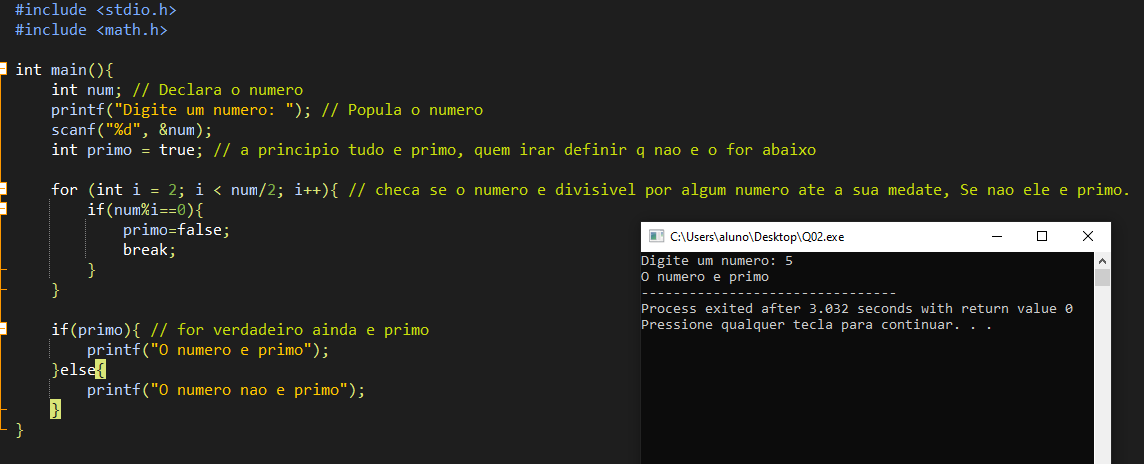 #include <stdio.h>
#include <math.h>
int main(){
int num; // Declara o numero
printf("Digite um numero: "); // Popula o numero
scanf("%d", &num);
int primo = true; // a principio tudo e primo, quem irar definir q nao e o for abaixo
for (int i = 2; i < num/2; i++){ // checa se o numero e divisivel por algum numero ate a sua medate, Se nao ele e primo.
if(num%i==0){
primo=false;
break;
}
}
if(primo){ // for verdadeiro ainda e primo
printf("O numero e primo");
}else{
printf("O numero nao e primo");
}
}
C:\Users\aluno\Desktop\Q02.exe
Digite um numero: 5
O numero e primo
--------------------------------
Process exited after 3.032 seconds with return value 0
Pressione qualquer tecla para continuar. . .